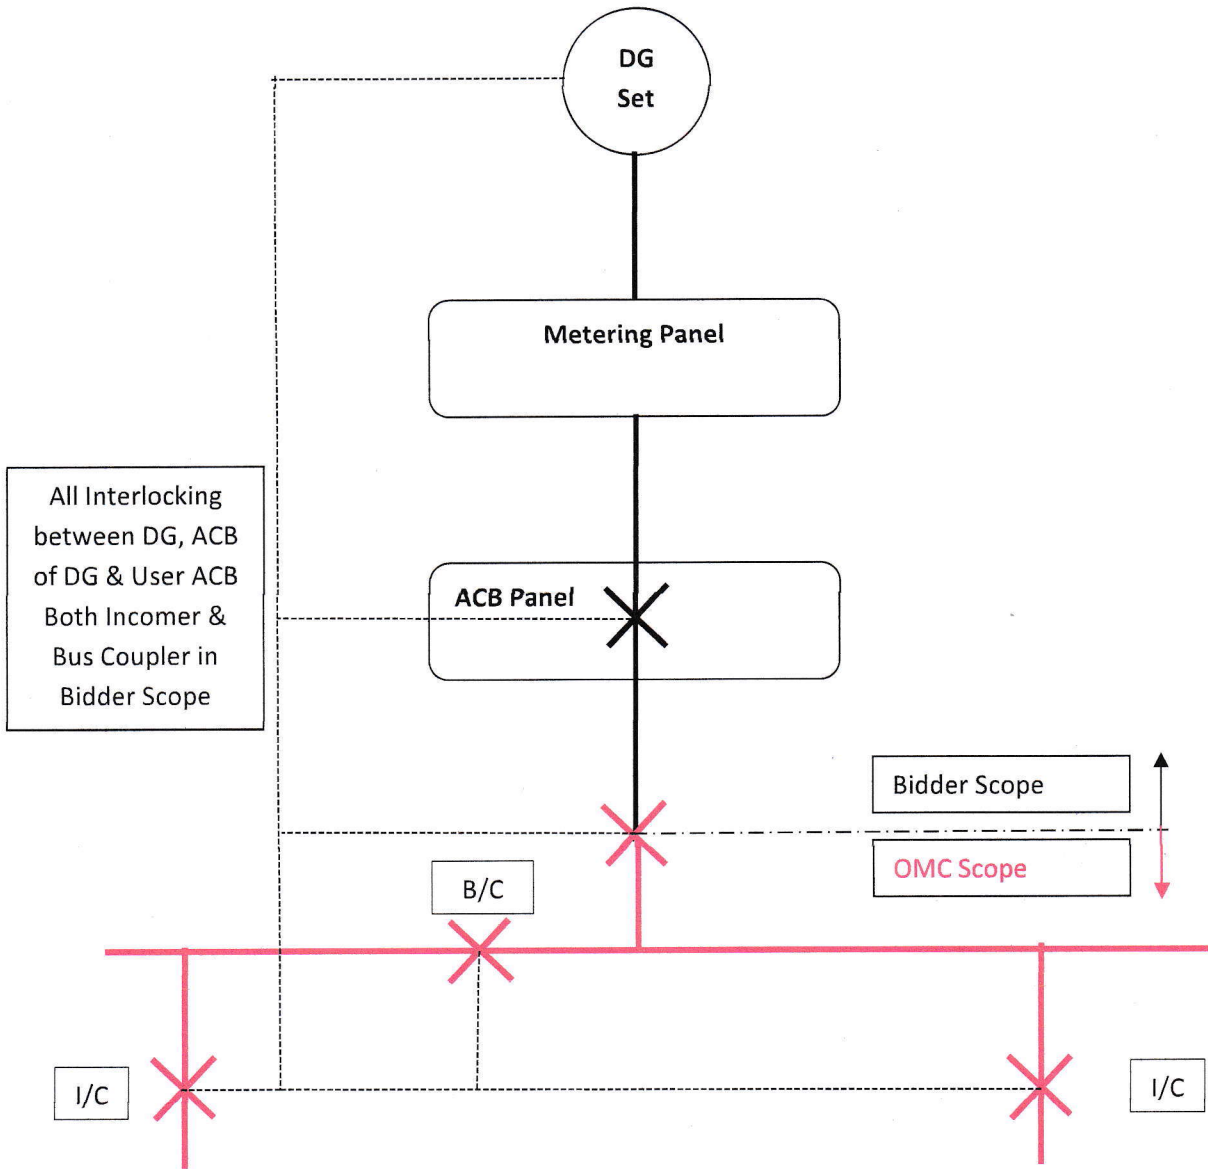 DG
Set
Metering Panel
All Interlocking
between DG, ACB
of DG & User ACB
Both Incomer &
Bus Coupler in
Bidder Scope
ACB Panel
Bidder Scope
OMC Scope
B/C
I/C
I/C